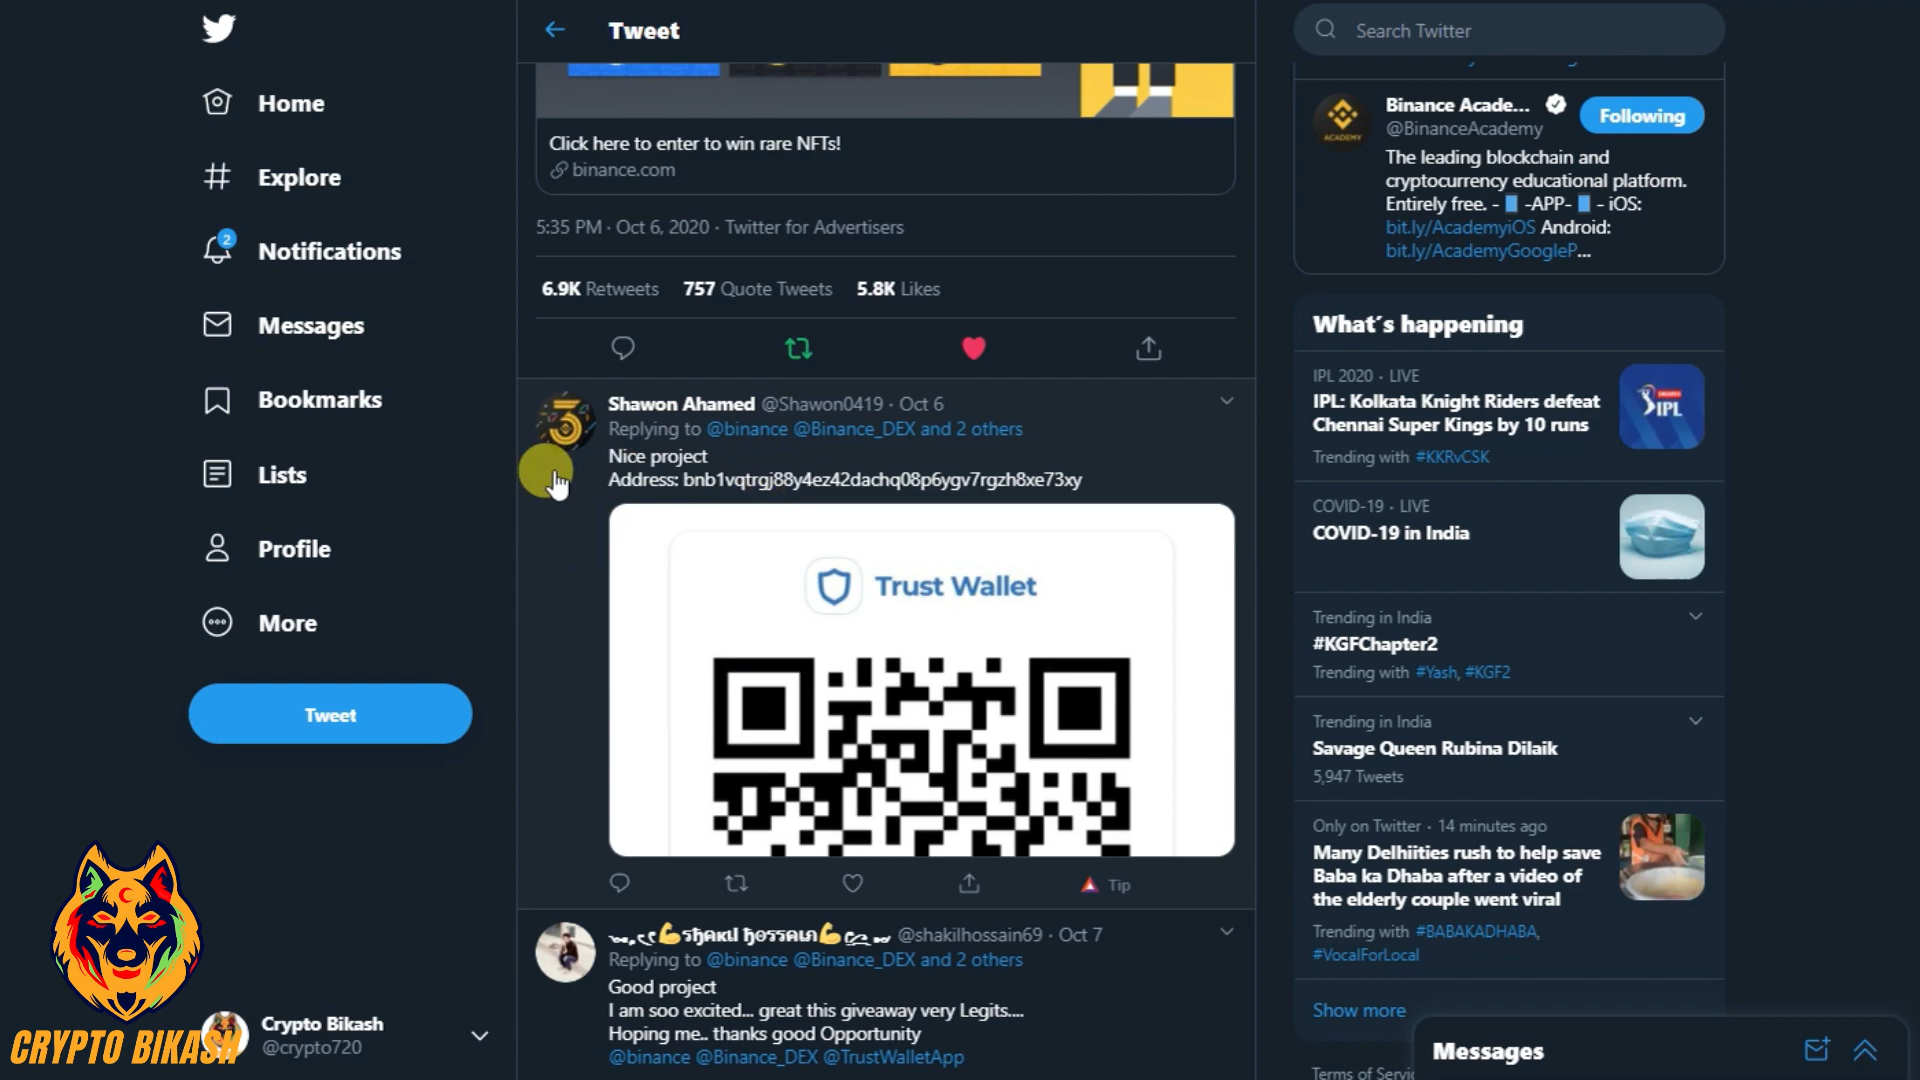 Home
Explore
2
Notifications
Messages
Bookmarks
Lists
Profile
More
Tweet
CRYPTO BIKASH
Crypto Bikash
@crypto720
Tweet
Click here to enter to win rare NFTs!
binance.com
5:35 PM · Oct 6, 2020 · Twitter for Advertisers
6.9K Retweets 757 Quote Tweets 5.8K Likes
Shawon Ahamed @Shawon0419 · Oct 6
Replying to @binance @Binance_DEX and 2 others
Nice project
Address: bnb1vqtrgj88y4ez42dachq08p6ygv7rgzh8xe73xy
Trust Wallet
Tip
@shakilhossain69 · Oct 7
Replying to @binance @Binance_DEX and 2 others
Good project
I am soo excited... great this giveaway very Legits....
Hoping me.. thanks good Opportunity
@binance @Binance_DEX @TrustWalletApp
Search Twitter
ACADEMY
Binance Acade...
@BinanceAcademy
Following
The leading blockchain and
cryptocurrency educational platform.
Entirely free. - -APP- - iOS:
bit.ly/AcademyiOS Android:
bit.ly/AcademyGoogleP...
What's happening
IPL 2020 · LIVE
IPL: Kolkata Knight Riders defeat
Chennai Super Kings by 10 runs
Trending with #KKRvCSK
IPL
COVID-19 · LIVE
COVID-19 in India
Trending in India
#KGFChapter2
Trending with #Yash, #KGF2
Trending in India
Savage Queen Rubina Dilaik
5,947 Tweets
Only on Twitter · 14 minutes ago
Many Delhiities rush to help save
Baba ka Dhaba after a video of
the elderly couple went viral
Trending with #BABAKADHABA,
#VocalForLocal
Show more
Messages
Terms of Servic